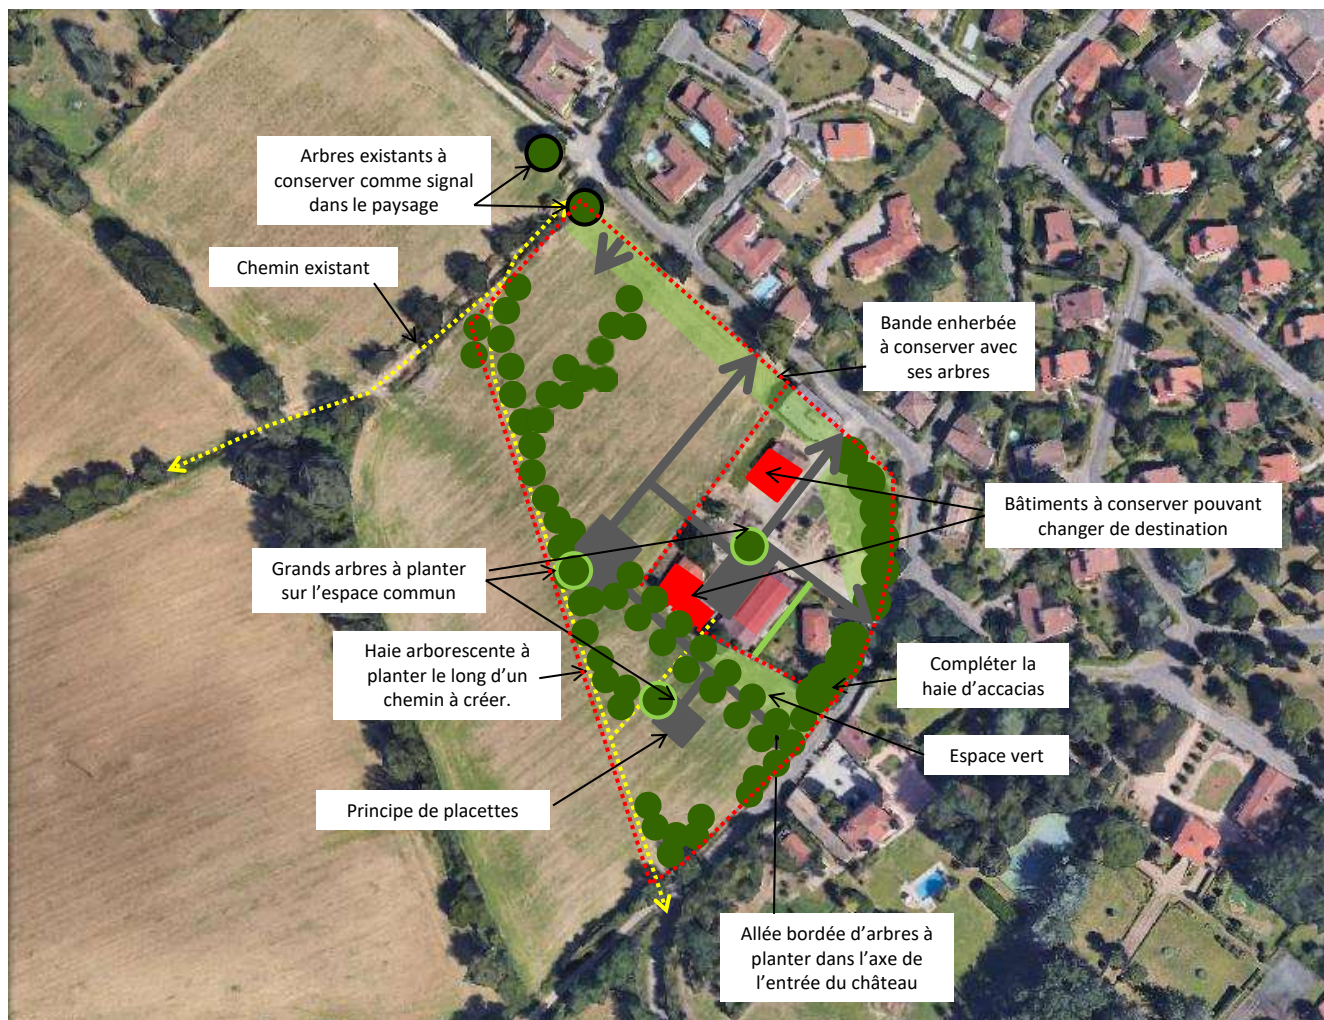 Arbres existants à
conserver comme signal
dans le paysage
Chemin existant
Bande enherbée
à conserver avec
ses arbres
Bâtiments à conserver pouvant
changer de destination
Grands arbres à planter
sur l'espace commun
Haie arborescente à
planter le long d'un
chemin à créer.
Compléter la
haie d'accacias
Espace vert
Principe de placettes
Allée bordée d'arbres à
planter dans l'axe de
l'entrée du château